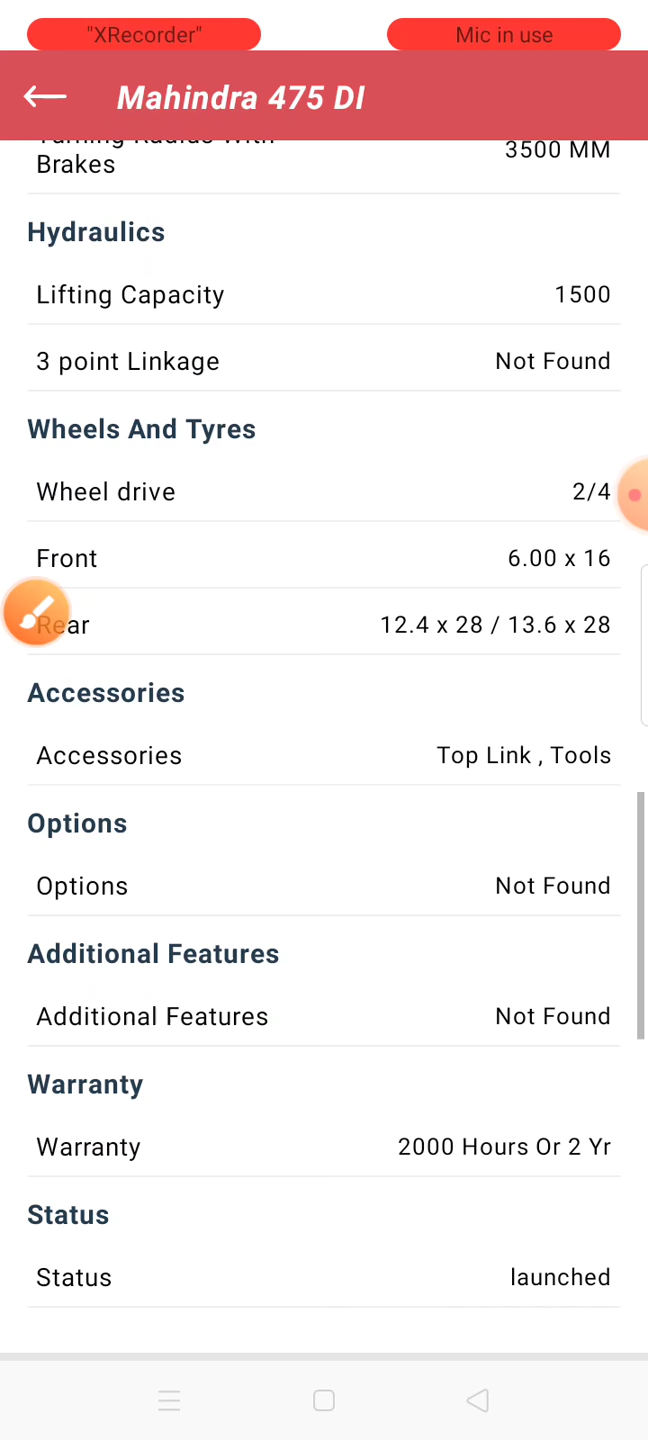 "XRecorder" Mic in use
Mahindra 475 DI
Turning Radius With
Brakes 3500 MM
Hydraulics
Lifting Capacity 1500
3 point Linkage Not Found
Wheels And Tyres
Wheel drive 2/4
Front 6.00 x 16
Rear 12.4 x 28 / 13.6 x 28
Accessories
Accessories Top Link , Tools
Options
Options Not Found
Additional Features
Additional Features Not Found
Warranty
Warranty 2000 Hours Or 2 Yr
Status
Status launched